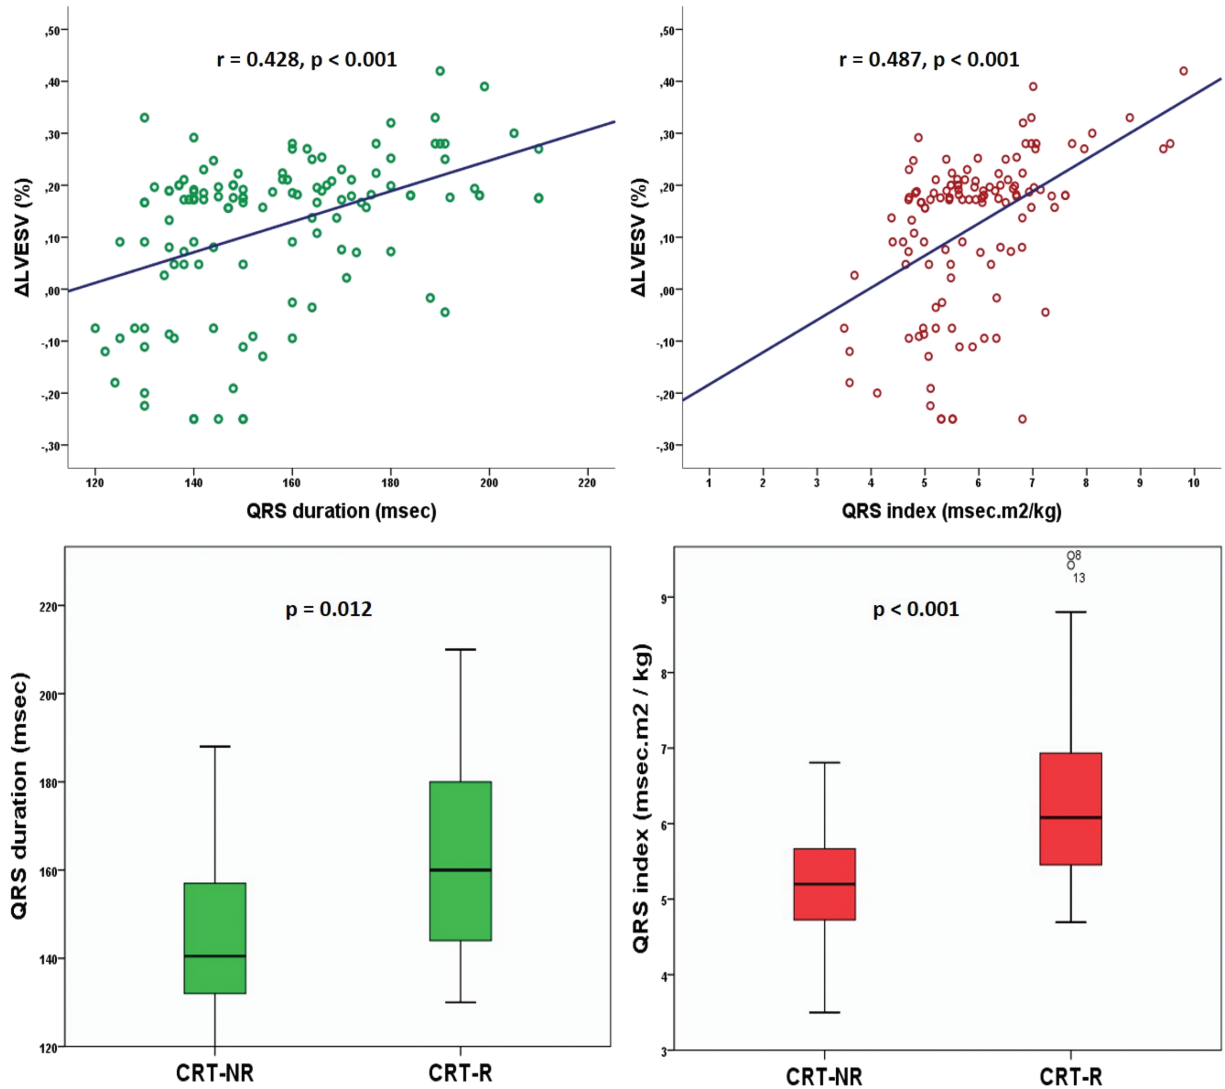 r = 0.428, p < 0.001
ΔLVESV (%)
,50
,40
,30
,20
,10
,00
-,10
-,20
-,30
120 140 160 180 200 220
QRS duration (msec)
r = 0.487, p < 0.001
ΔLVESV (%)
,50
,40
,30
,20
,10
,00
-,10
-,20
-,30
1 2 3 4 5 6 7 8 9 10
QRS index (msec.m2/kg)
p = 0.012
QRS duration (msec)
220
200
180
160
140
120
CRT-NR CRT-R
p < 0.001
QRS index (msec.m2 / kg)
8
13
9
8
7
6
5
4
3
CRT-NR CRT-R